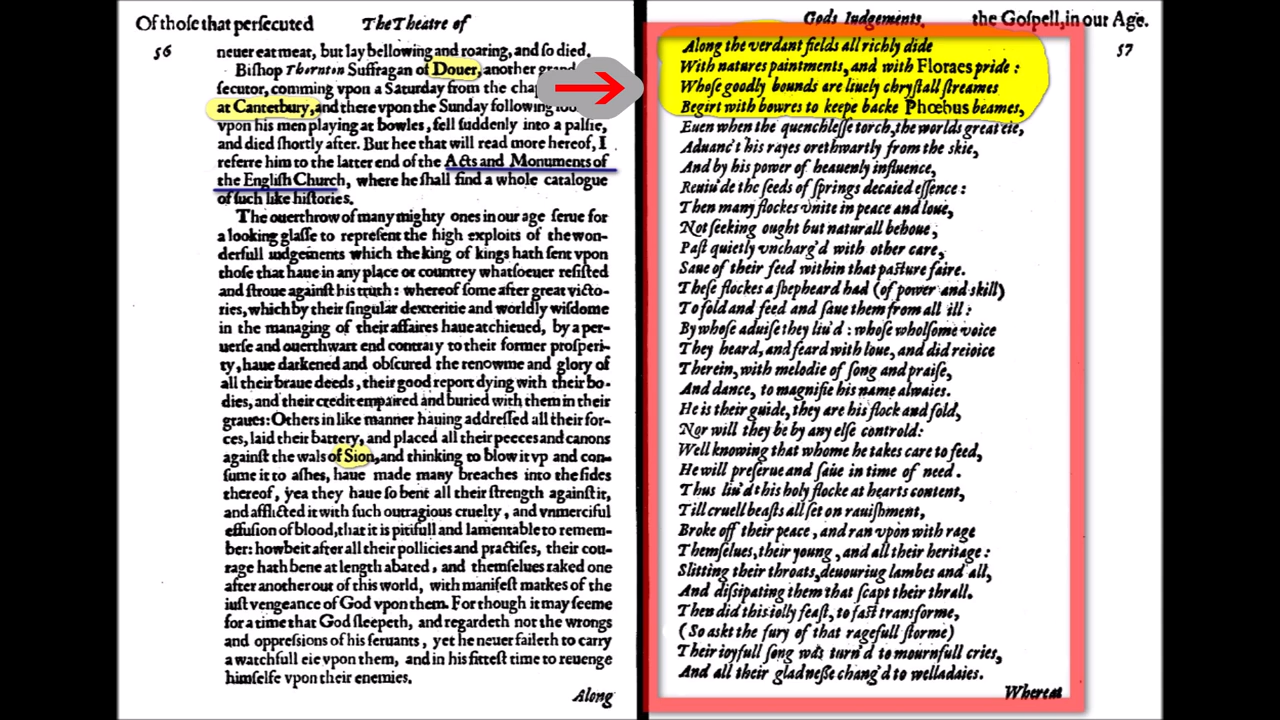 Of those that persecuted The Theatre of
56
neuer eat meat, but lay bellowing and roaring, and so died.
Bishop Thornton Suffragan of Douer, another grand
secutor, comming vpon a Saturday from the cha
at Canterbury, and there vpon the Sunday following
vpon his men playing at bowles, fell suddenly into a palsie,
and died shortly after. But hee that will read more hereof, I
referre him to the latter end of the Acts and Monuments of
the English Church, where he shall find a whole catalogue
of such like histories.
The ouerthrow of many mighty ones in our age serue for
a looking glasse to represent the high exploits of the won-
derfull iudgements which the king of kings hath sent vpon
those that haue in any place or countrey whatsoeuer resisted
and stroue against his truth: whereof some after great victo-
ries, which by their singular dexteritie and worldly wisdome
in the managing of their affaires haue atchieued, by a per-
uerse and ouerthwart end contrary to their former prosperi-
ty, haue darkened and obscured the renowme and glory of
all their braue deeds, their good report dying with their bo-
dies, and their credit empaired and buried with them in their
graues: Others in like manner hauing addressed all their for-
ces, laid their battery, and placed all their peeces and canons
against the wals of Sion, and thinking to blow it vp and con-
sume it to ashes, haue made many breaches into the sides
thereof, yea they haue so bent all their strength against it,
and afflicted it with such outragious cruelty, and vnmerciful
effusion of blood, that it is pitifull and lamentable to remem-
ber: howbeit after all their pollicies and practises, their cou-
rage hath bene at length abated, and themselues raked one
after another out of this world, with manifest markes of the
iust vengeance of God vpon them. For though it may seeme
for a time that God sleepeth, and regardeth not the wrongs
and oppressions of his seruants, yet he neuer faileth to carry
a watchfull eie vpon them, and in his fittest time to reuenge
himselfe vpon their enemies.
Along
Gods Iudgements. the Gospell, in our Age.
57
Along the verdant fields all richly dide
With natures paintments, and with Floraes pride:
Whose goodly bounds are liuely chrystall streames
Begirt with bowres to keepe backe Phœbus beames,
Euen when the quenchlesse torch, the worlds great eie,
Aduanc't his rayes orethwartly from the skie,
And by his power of heauenly influence,
Reuiu'de the seeds of springs decaied essence:
Then many flockes vnite in peace and loue,
Not seeking ought but naturall behoue,
Past quietly vncharg'd with other care,
Saue of their feed within that pasture faire.
These flockes a shepheard had (of power and skill)
To fold and feed and saue them from all ill:
By whose aduise they liu'd: whose wholsome voice
They heard, and feard with loue, and did reioice
Therein, with melodie of song and praise,
And dance, to magnifie his name alwaies.
He is their guide, they are his flock and fold,
Nor will they be by any else controld:
Well knowing that whome he takes care to feed,
He will preserue and saue in time of need.
Thus liu'd this holy flocke at hearts content,
Till cruell beasts all set on rauishment,
Broke off their peace, and ran vpon with rage
Themselues, their young, and all their heritage:
Slitting their throats, deuouring lambes and all,
And dissipating them that scapt their thrall.
Then did this iolly feast, to fast transforme,
(So askt the fury of that ragefull storme)
Their ioyfull song was turn'd to mournfull cries,
And all their gladnesse chang'd to welladaies.
Whereat